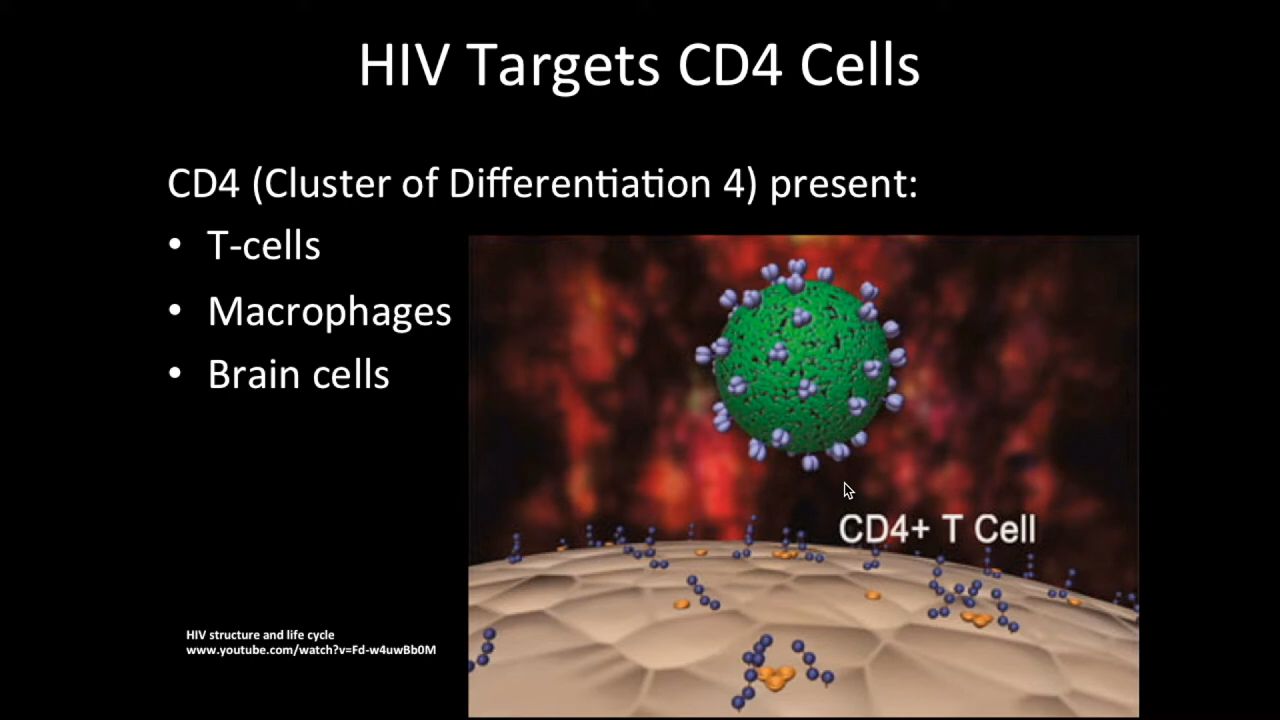 HIV Targets CD4 Cells
CD4 (Cluster of Differentiation 4) present:
• T-cells
• Macrophages
• Brain cells
CD4+ T Cell
HIV structure and life cycle
www.youtube.com/watch?v=Fd-w4uwBb0M